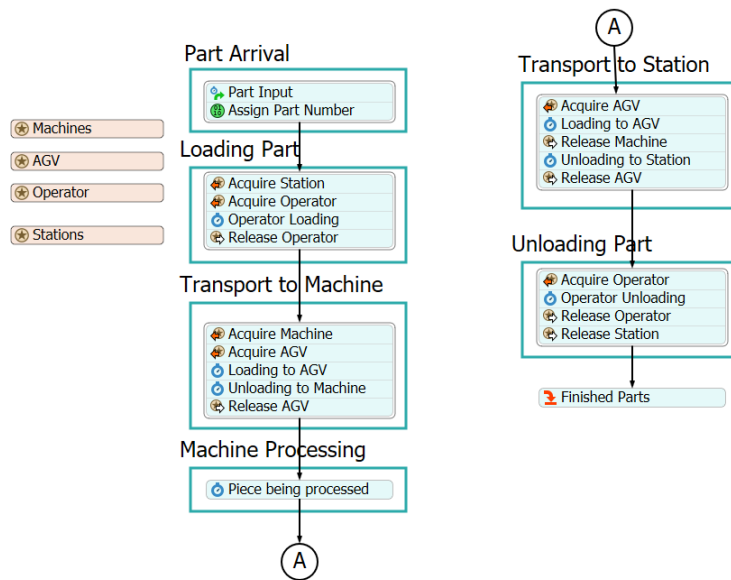 Part Arrival
Part Input
Assign Part Number
Machines
AGV
Operator
Stations
Loading Part
Acquire Station
Acquire Operator
Operator Loading
Release Operator
Transport to Machine
Acquire Machine
Acquire AGV
Loading to AGV
Unloading to Machine
Release AGV
Machine Processing
Piece being processed
A
A
Transport to Station
Acquire AGV
Loading to AGV
Release Machine
Unloading to Station
Release AGV
Unloading Part
Acquire Operator
Operator Unloading
Release Operator
Release Station
Finished Parts